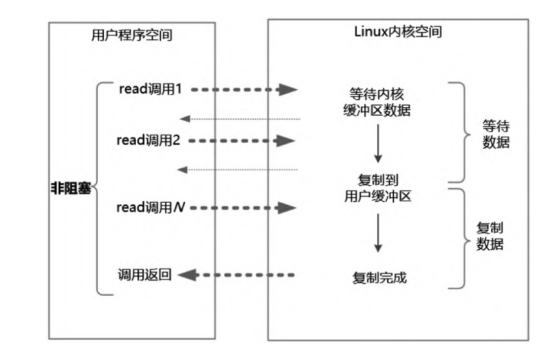 用户程序空间
Linux内核空间
read调用1
等待内核
缓冲区数据
等待
数据
read调用2
非阻塞
复制到
用户缓冲区
read调用N
复制
数据
调用返回
复制完成